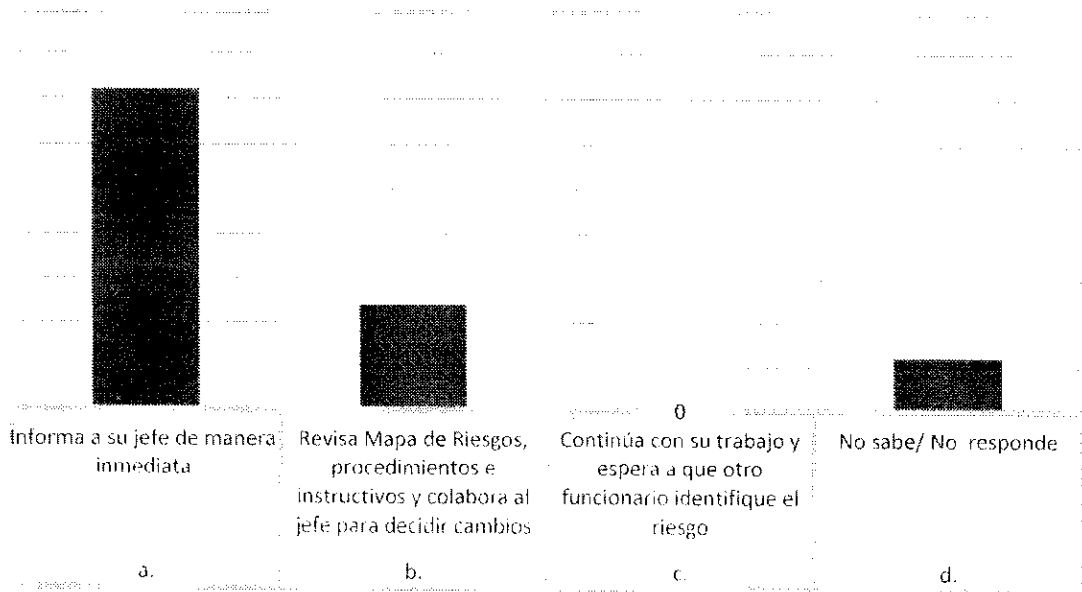 0
Informa a su jefe de manera
inmediata
Revisa Mapa de Riesgos,
procedimientos e
instructivos y colabora al
jefe para decidir cambios
Continúa con su trabajo y
espera a que otro
funcionario identifique el
riesgo
No sabe/ No responde
a.
b.
c.
d.